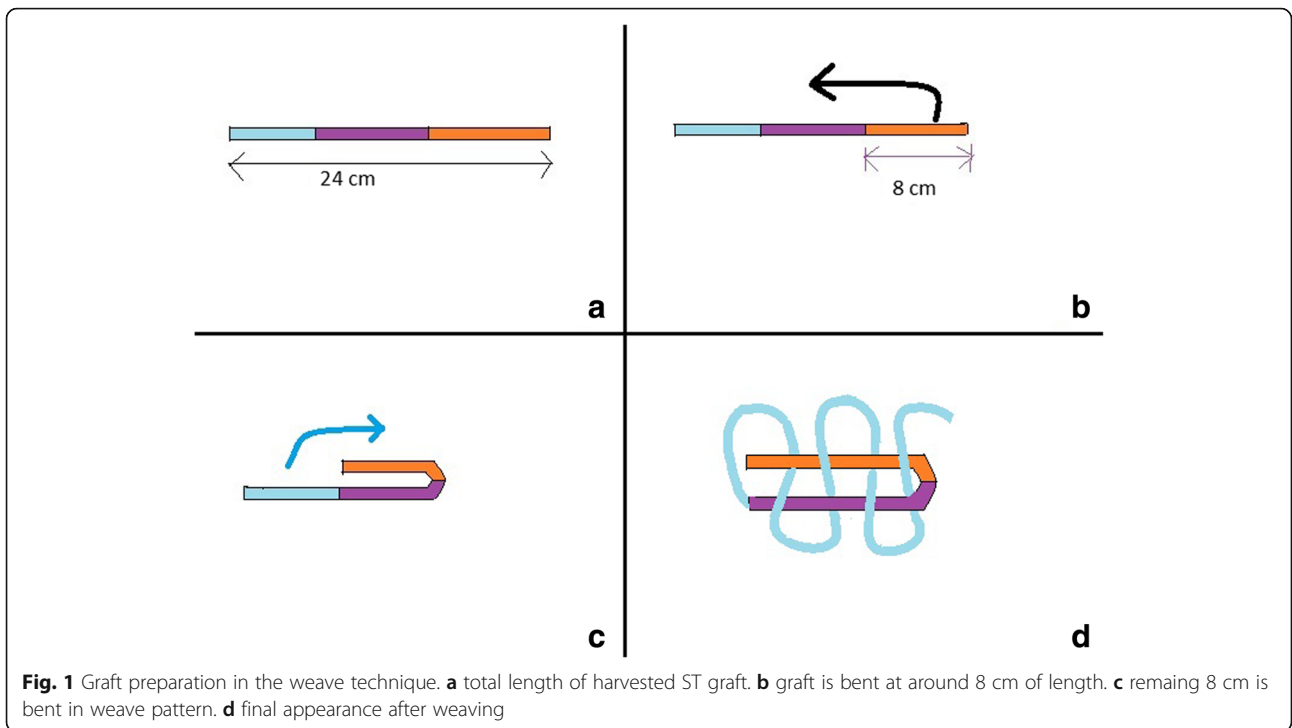 24 cm
8 cm
a
b
c
d
Fig. 1 Graft preparation in the weave technique. a total length of harvested ST graft. b graft is bent at around 8 cm of length. c remaing 8 cm is
bent in weave pattern. d final appearance after weaving